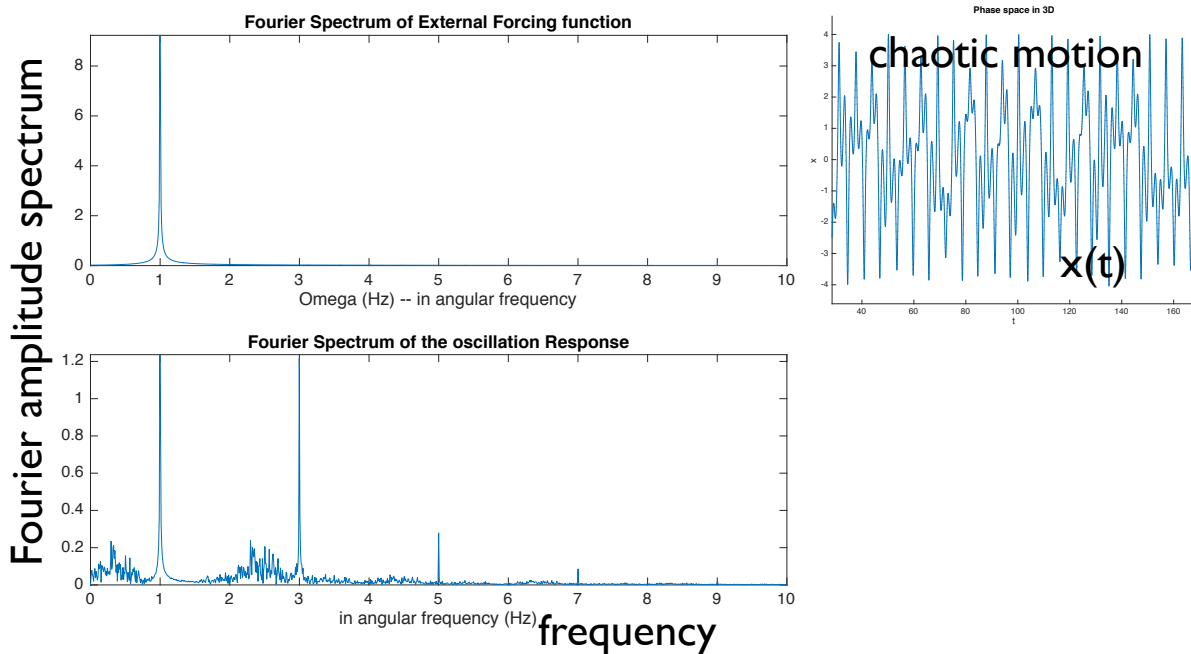 Fourier amplitude spectrum
Fourier Spectrum of External Forcing function
8
6
4
2
0
0 1 2 3 4 5 6 7 8 9 10
Omega (Hz) -- in angular frequency
Phase space in 3D
chaotic motion
4
3
2
1
0
-1
-2
-3
-4
x
x(t)
40 60 80 100 120 140 160
t
Fourier Spectrum of the oscillation Response
1.2
1
0.8
0.6
0.4
0.2
0
0 1 2 3 4 5 6 7 8 9 10
in angular frequency (Hz)
frequency